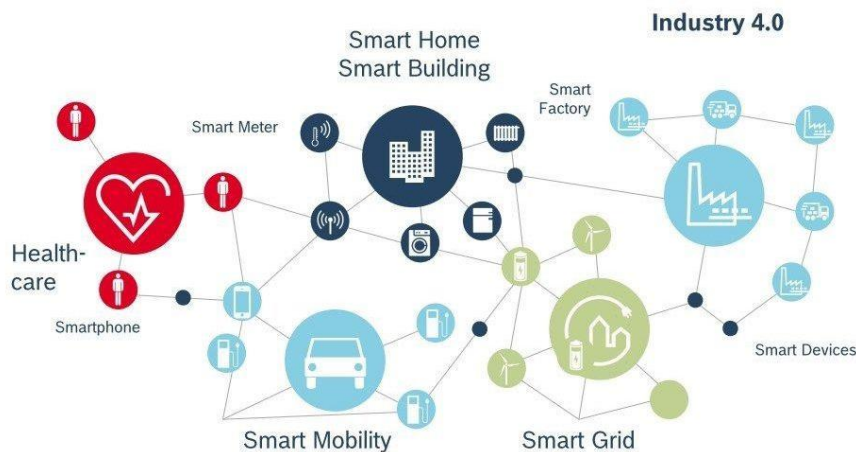 Industry 4.0
Smart Home
Smart Building
Smart
Factory
Smart Meter
Health-
care
Smartphone
Smart Devices
Smart Mobility
Smart Grid